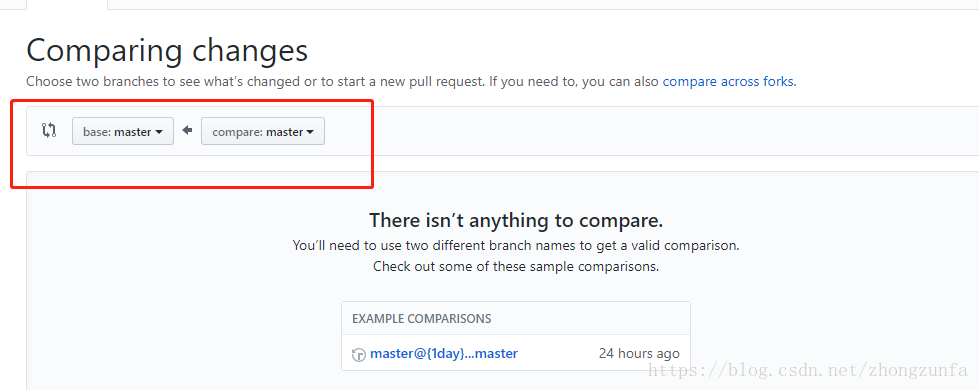 Comparing changes
Choose two branches to see what's changed or to start a new pull request. If you need to, you can also compare across forks.
base: master compare: master
There isn't anything to compare.
You'll need to use two different branch names to get a valid comparison.
Check out some of these sample comparisons.
EXAMPLE COMPARISONS
master@{1day}...master 24 hours ago
https://blog.csdn.net/zhongzunfa